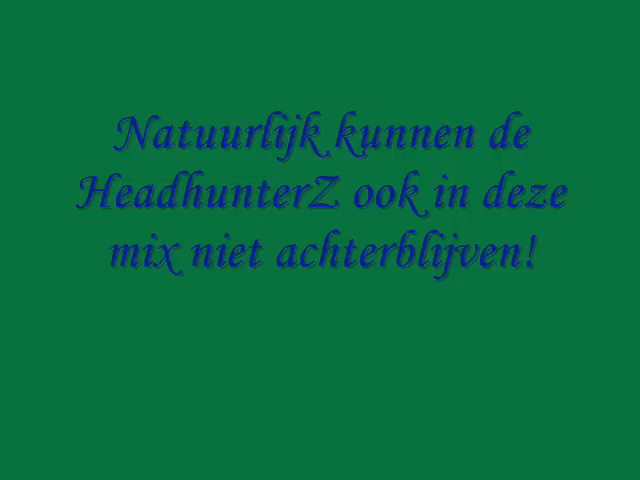 Natuurlijk kunnen de
HeadhunterZ ook in deze
mix niet achterblijven!